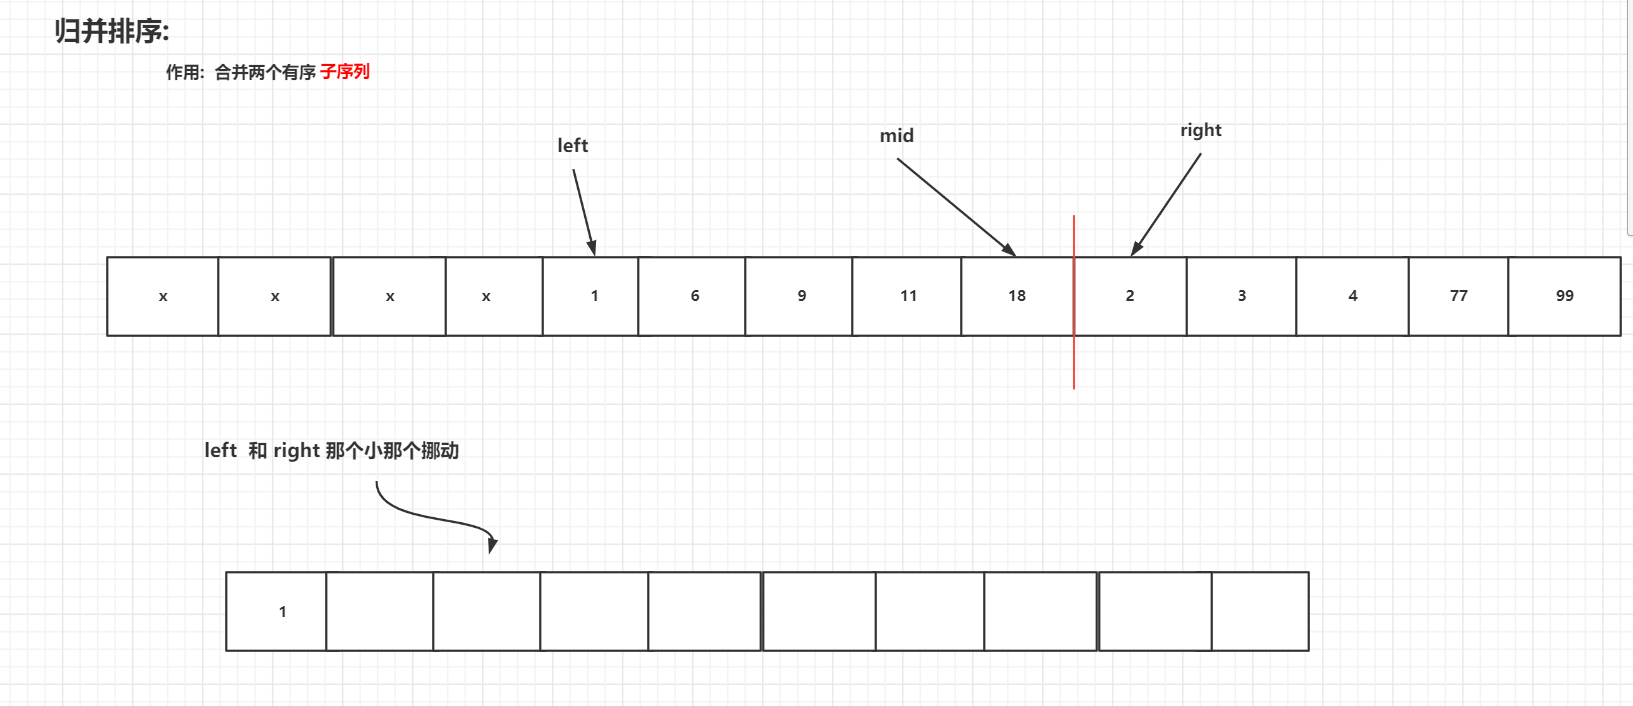 归并排序:
作用: 合并两个有序 子序列
left
mid
right
x x x x 1 6 9 11 18 2 3 4 77 99
left 和 right 那个小那个挪动
1